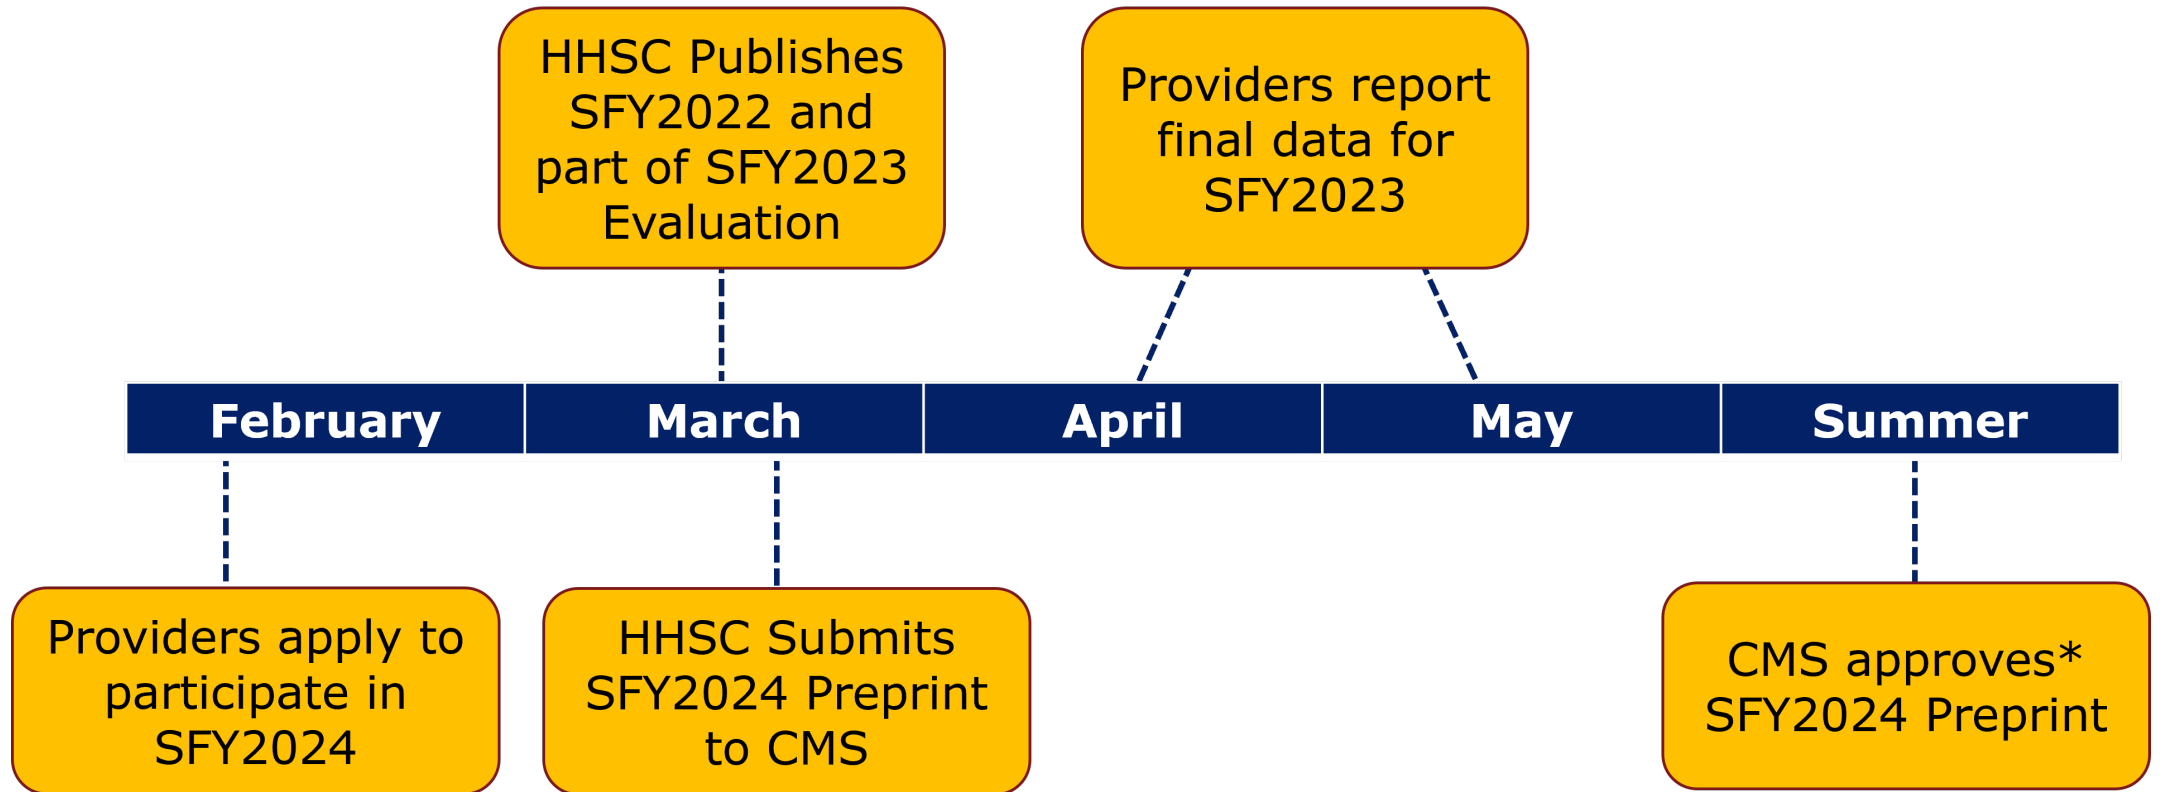 HHSC Publishes
SFY2022 and
part of SFY2023
Evaluation
Providers report
final data for
SFY2023
February
March
April
May
Summer
Providers apply to
participate in
SFY2024
HHSC Submits
SFY2024 Preprint
to CMS
CMS approves*
SFY2024 Preprint